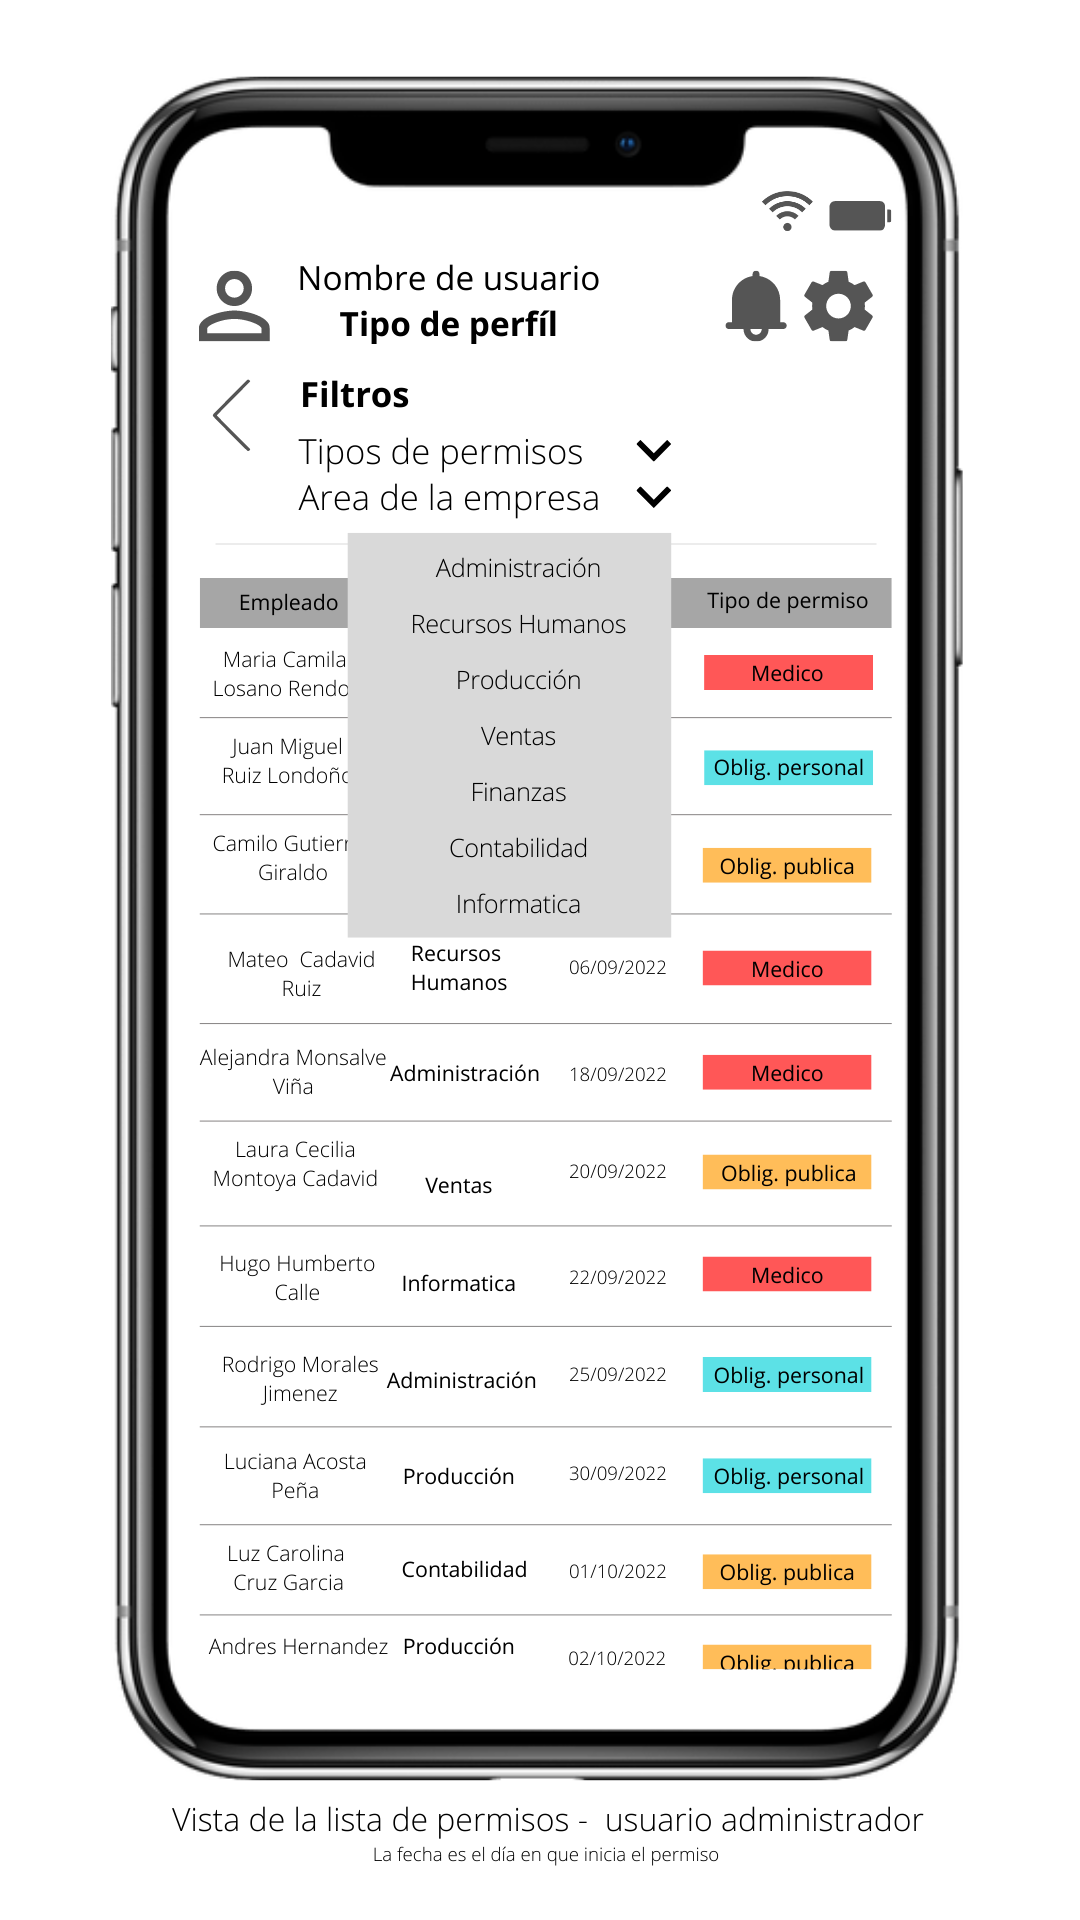 Nombre de usuario
Tipo de perfíl
Filtros
Tipos de permisos
Area de la empresa
Administración
Recursos Humanos
Producción
Ventas
Finanzas
Contabilidad
Informatica
Empleado Tipo de permiso
Maria Camila
Losano Rendo
Medico
Juan Miguel
Ruiz Londoño
Oblig. personal
Camilo Gutier
Giraldo
Oblig. publica
Mateo Cadavid
Ruiz
Recursos
Humanos
06/09/2022
Medico
Alejandra Monsalve
Viña
Administración
18/09/2022
Medico
Laura Cecilia
Montoya Cadavid
Ventas
20/09/2022
Oblig. publica
Hugo Humberto
Calle
Informatica
22/09/2022
Medico
Rodrigo Morales
Jimenez
Administración
25/09/2022
Oblig. personal
Luciana Acosta
Peña
Producción
30/09/2022
Oblig. personal
Luz Carolina
Cruz Garcia
Contabilidad
01/10/2022
Oblig. publica
Andres Hernandez
Producción
02/10/2022
Oblig. publica
Vista de la lista de permisos - usuario administrador
La fecha es el día en que inicia el permiso